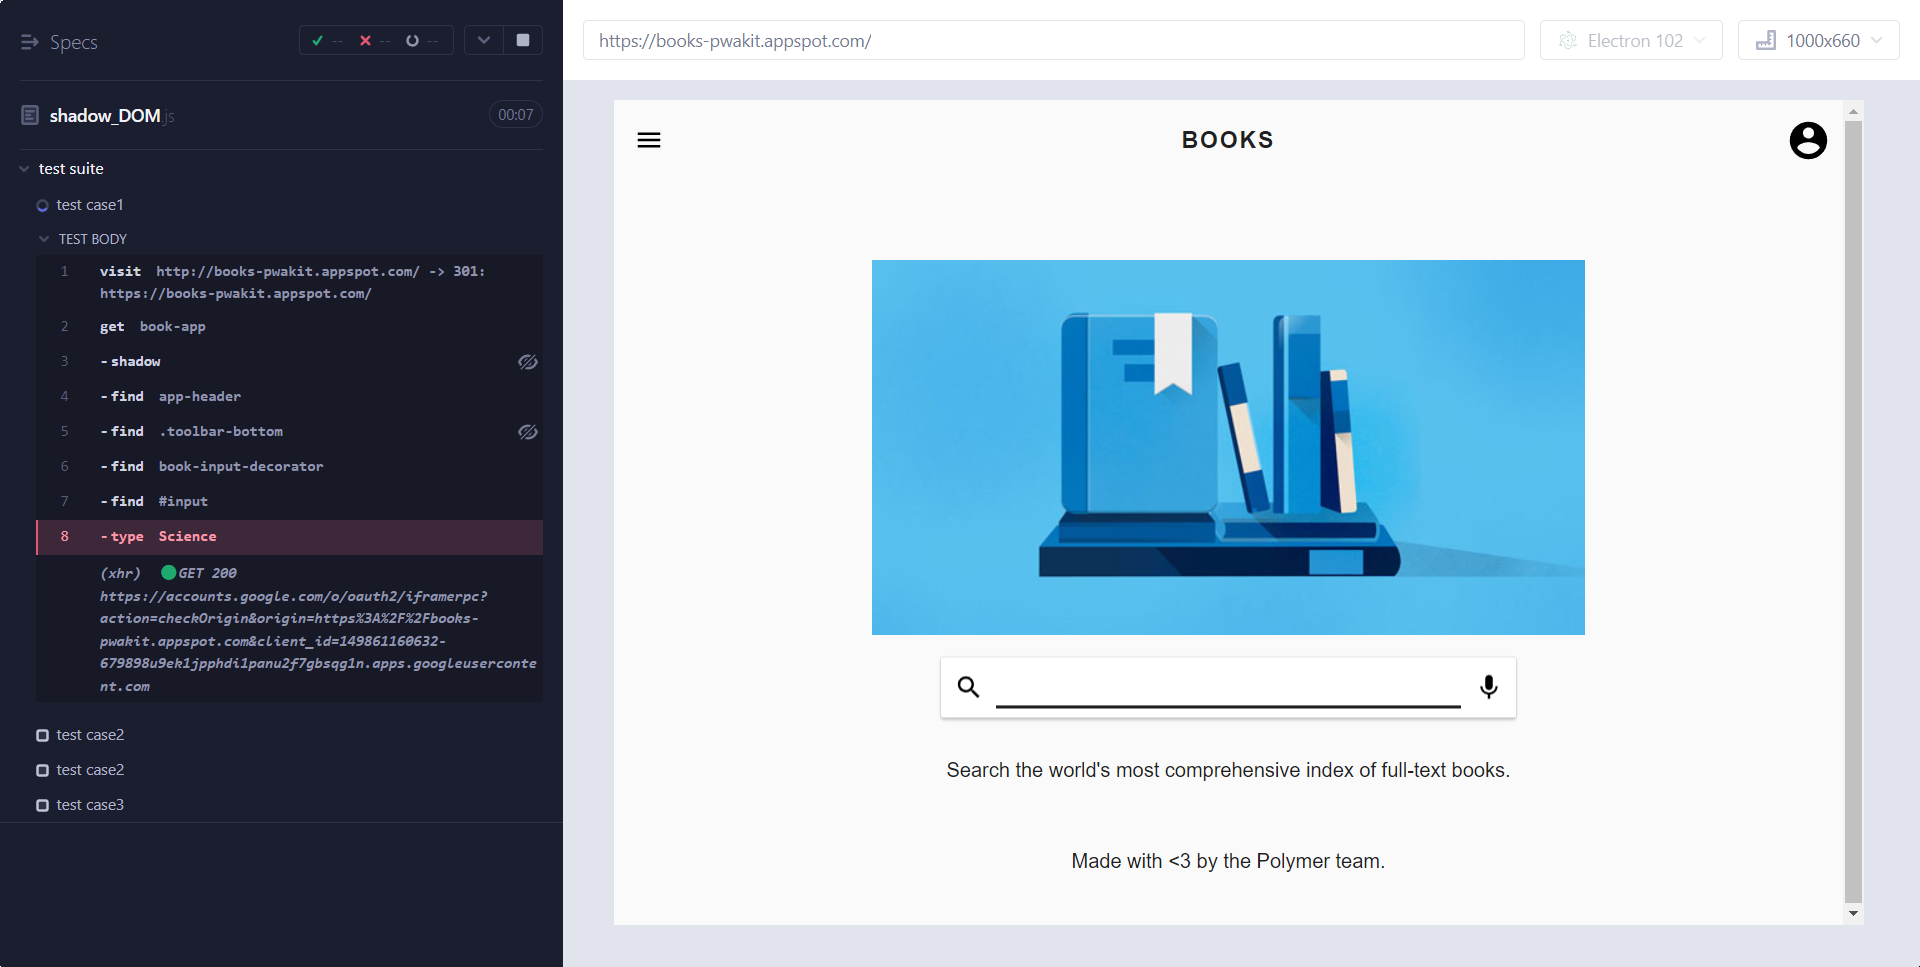 Specs
-- -- --
https://books-pwakit.appspot.com/
Electron 102
1000x660
shadow_DOM.js
00:07
test suite
test case1
TEST BODY
1 visit http://books-pwakit.appspot.com/ -> 301:
https://books-pwakit.appspot.com/
2 get book-app
3 -shadow
4 -find app-header
5 -find .toolbar-bottom
6 -find book-input-decorator
7 -find #input
8 -type Science
(xhr) GET 200
https://accounts.google.com/o/oauth2/iframerpc?
action=checkOrigin&origin=https%3A%2F%2Fbooks-
pwakit.appspot.com&client_id=149861160632-
679898u9ek1jpphdi1panu2f7gbsqg1n.apps.googleuserconte
nt.com
test case2
test case2
test case3
BOOKS
Search the world's most comprehensive index of full-text books.
Made with <3 by the Polymer team.